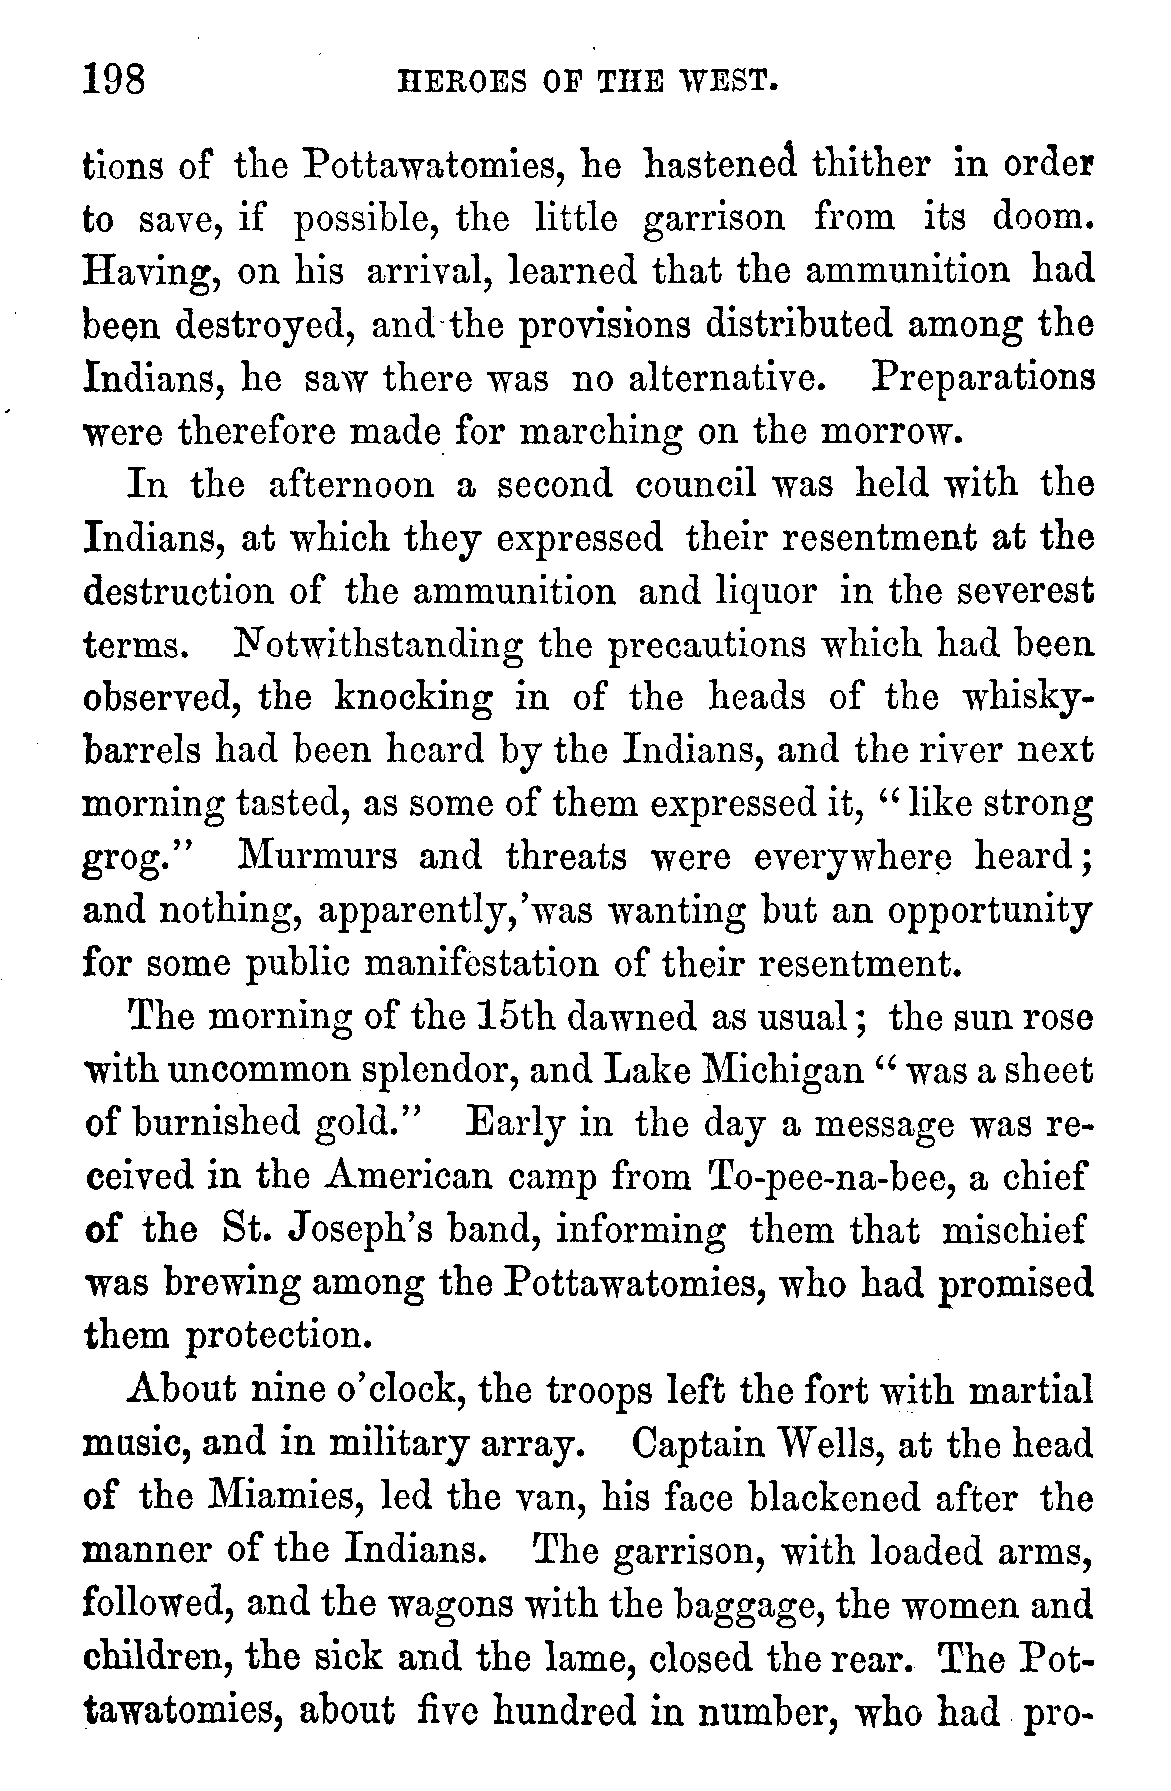 198 HEROES OF THE WEST.
tions of the Pottawatomies, he hastened thither in order
to save, if possible, the little garrison from its doom.
Having, on his arrival, learned that the ammunition had
been destroyed, and the provisions distributed among the
Indians, he saw there was no alternative. Preparations
were therefore made for marching on the morrow.
In the afternoon a second council was held with the
Indians, at which they expressed their resentment at the
destruction of the ammunition and liquor in the severest
terms. Notwithstanding the precautions which had been
observed, the knocking in of the heads of the whisky-
barrels had been heard by the Indians, and the river next
morning tasted, as some of them expressed it, "like strong
grog." Murmurs and threats were everywhere heard;
and nothing, apparently, was wanting but an opportunity
for some public manifestation of their resentment.
The morning of the 15th dawned as usual; the sun rose
with uncommon splendor, and Lake Michigan "was a sheet
of burnished gold." Early in the day a message was re-
ceived in the American camp from To-pee-na-bee, a chief
of the St. Joseph's band, informing them that mischief
was brewing among the Pottawatomies, who had promised
them protection.
About nine o'clock, the troops left the fort with martial
music, and in military array. Captain Wells, at the head
of the Miamies, led the van, his face blackened after the
manner of the Indians. The garrison, with loaded arms,
followed, and the wagons with the baggage, the women and
children, the sick and the lame, closed the rear. The Pot-
tawatomies, about five hundred in number, who had pro-